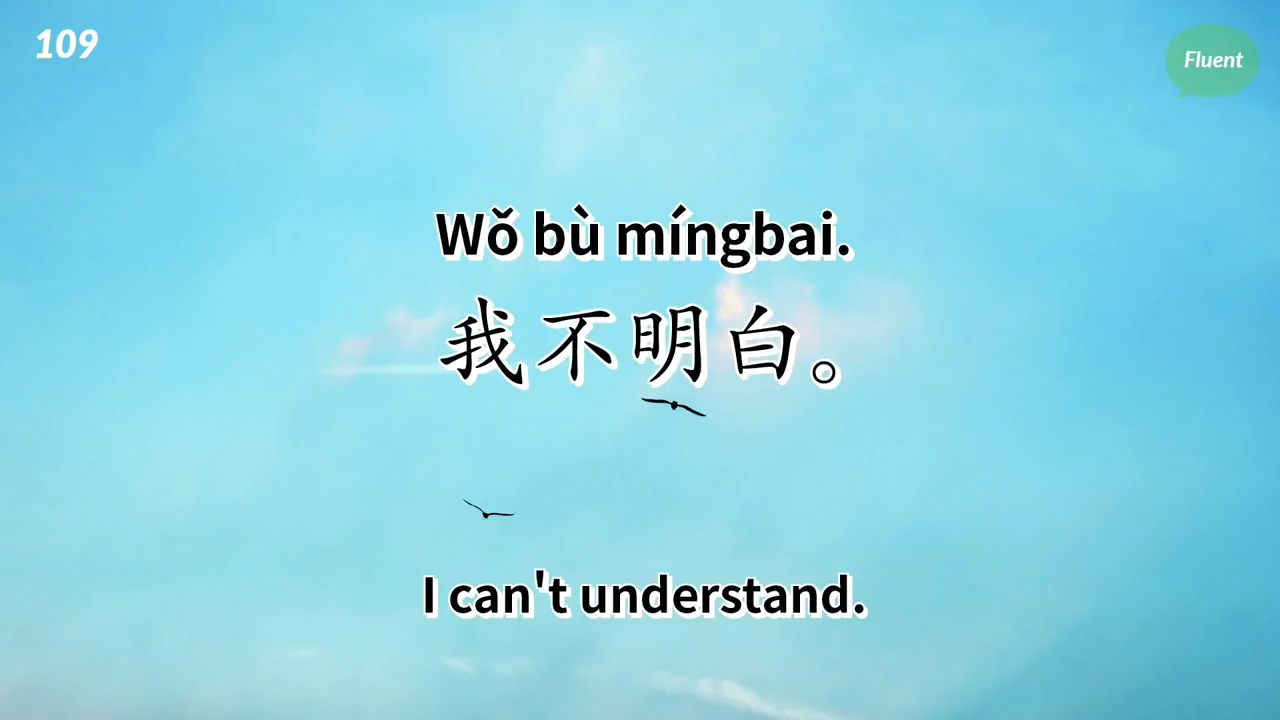 109
Fluent
Wǒ bù míngbai.
我不明白。
I can't understand.